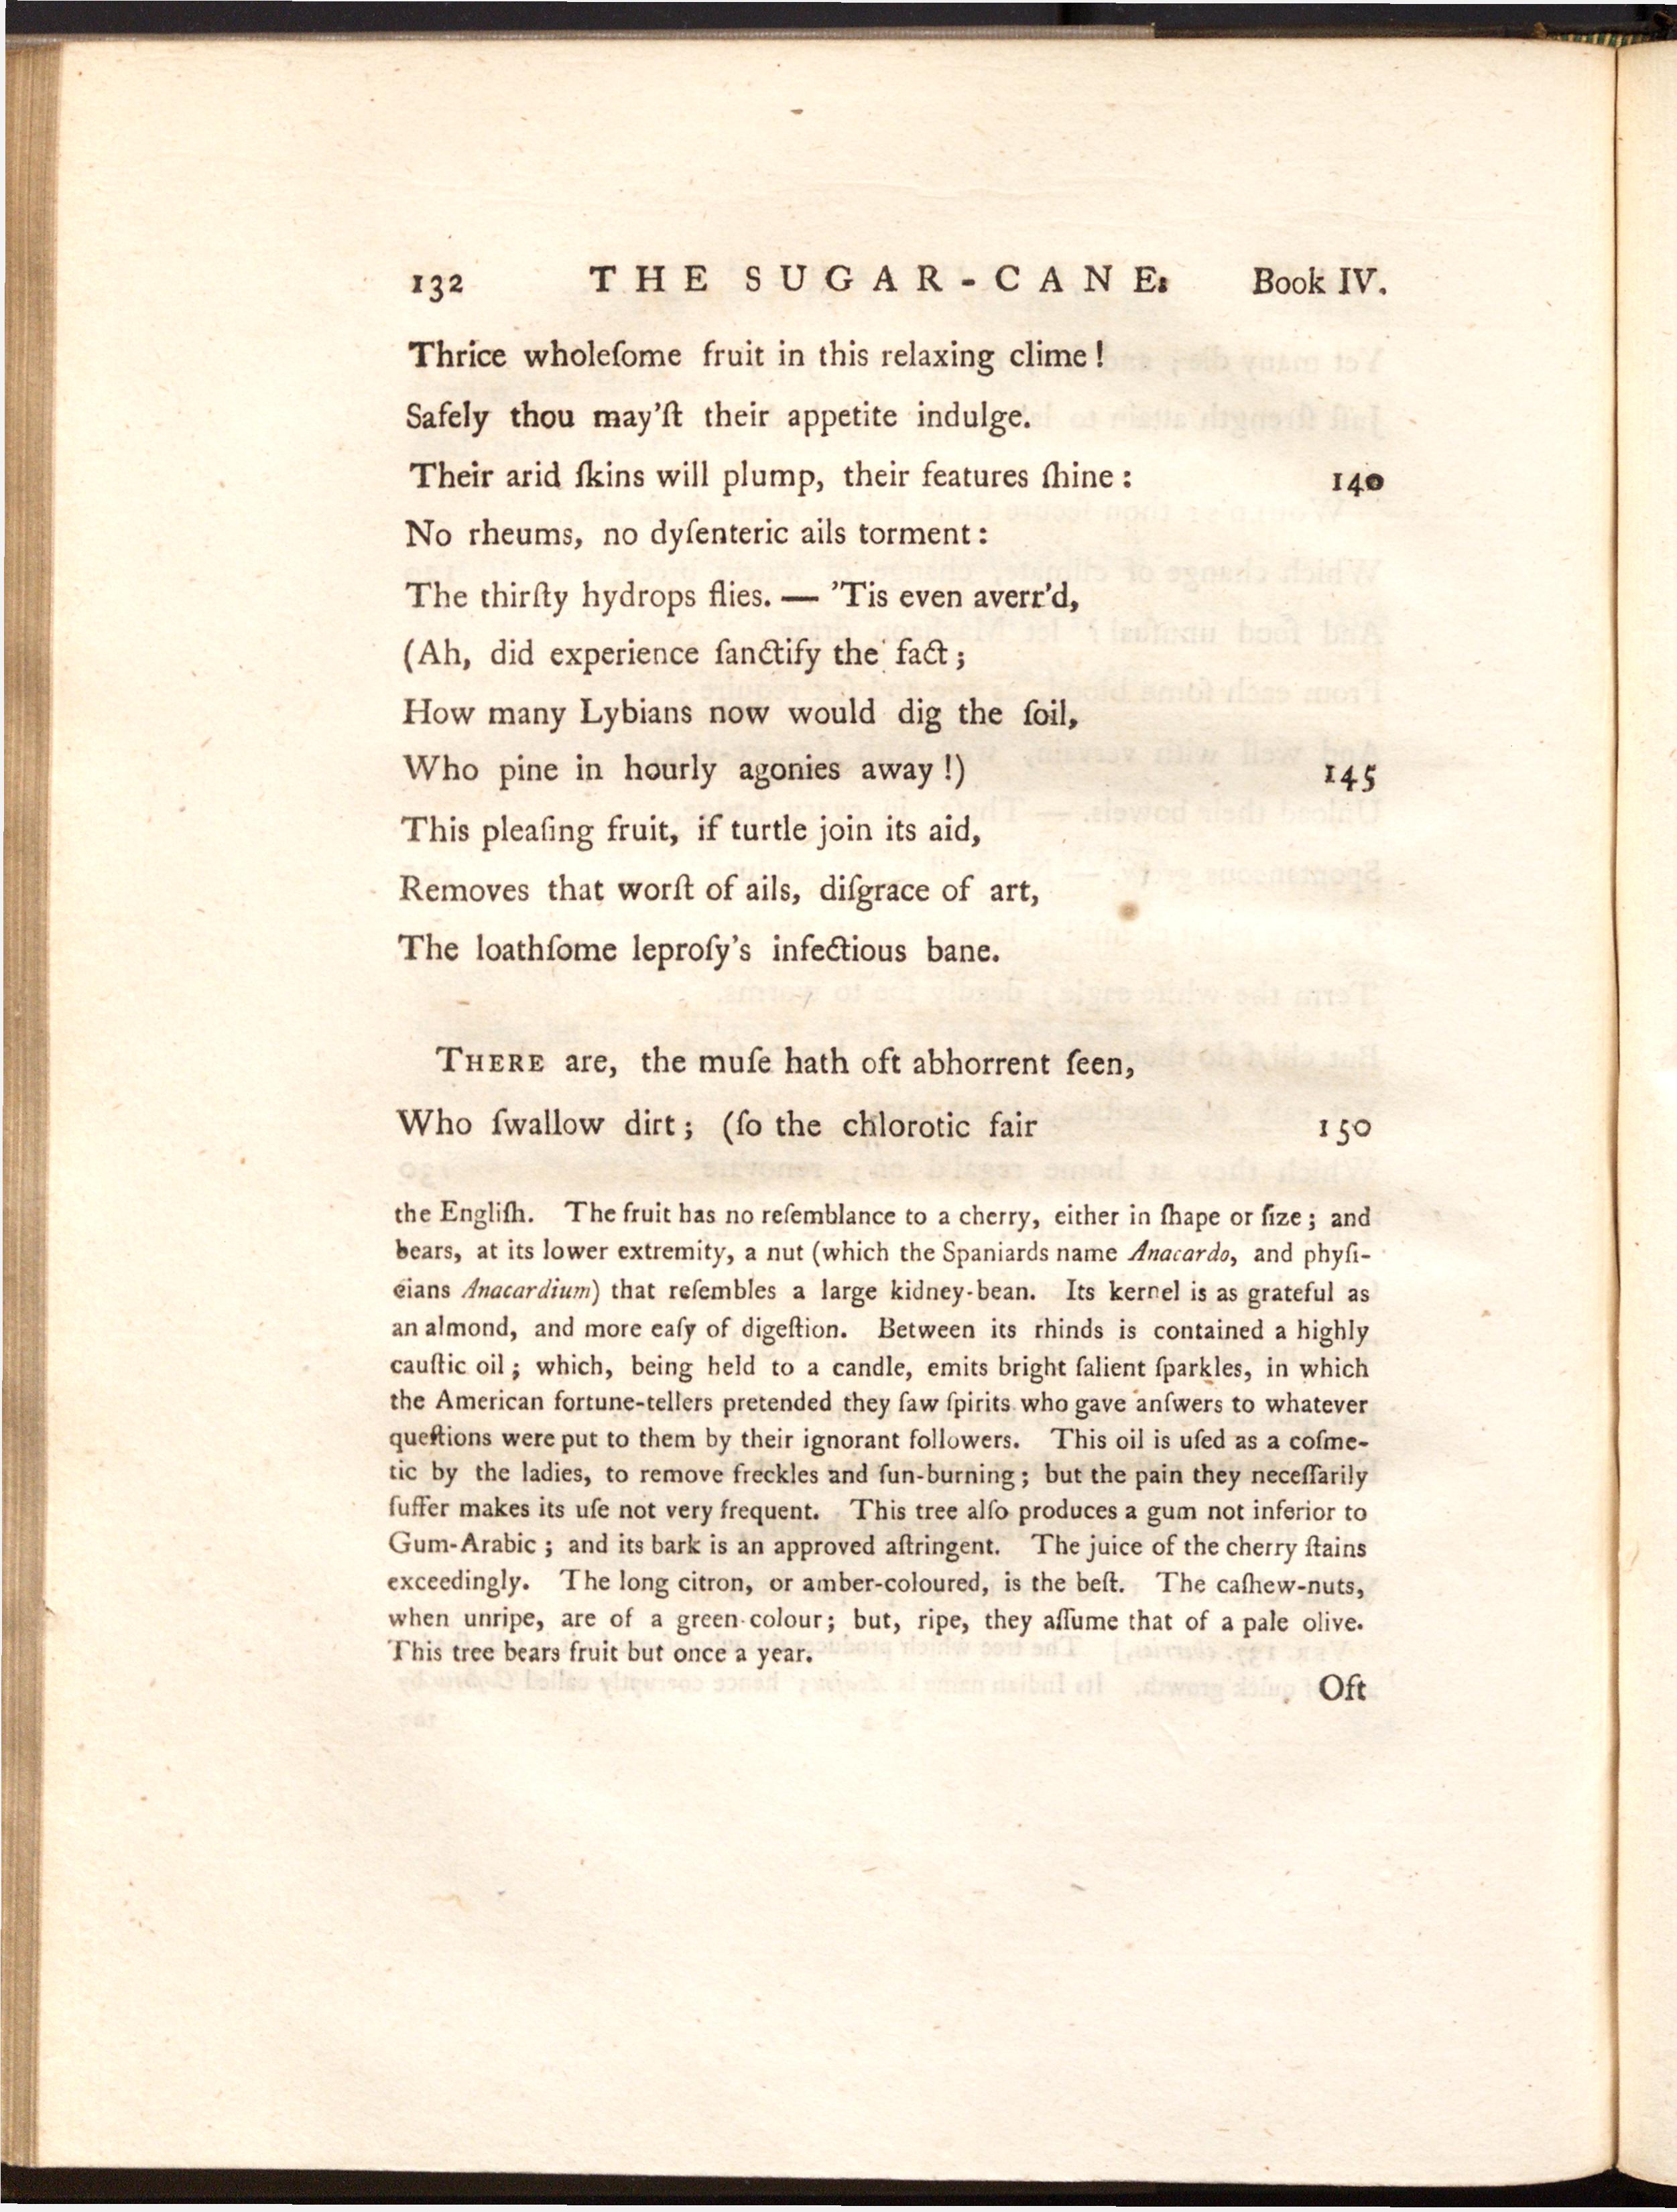 132 THE SUGAR-CANE: Book IV.
Thrice wholeſome fruit in this relaxing clime!
Safely thou may'ſt their appetite indulge.
Their arid ſkins will plump, their features ſhine: 140
No rheums, no dyſenteric ails torment:
The thirſty hydrops flies. — 'Tis even averr'd,
(Ah, did experience ſanctify the fact;
How many Lybians now would dig the ſoil,
Who pine in hourly agonies away!) 145
This pleaſing fruit, if turtle join its aid,
Removes that worſt of ails, diſgrace of art,
The loathſome leproſy's infectious bane.
THERE are, the muſe hath oft abhorrent ſeen,
Who ſwallow dirt; (ſo the chlorotic fair 150
the Engliſh. The fruit has no reſemblance to a cherry, either in ſhape or ſize; and
bears, at its lower extremity, a nut (which the Spaniards name Anacardo, and phyſi-
cians Anacardium) that reſembles a large kidney-bean. Its kernel is as grateful as
an almond, and more eaſy of digeſtion. Between its rhinds is contained a highly
cauſtic oil; which, being held to a candle, emits bright ſalient ſparkles, in which
the American fortune-tellers pretended they ſaw ſpirits who gave anſwers to whatever
queſtions were put to them by their ignorant followers. This oil is uſed as a coſme-
tic by the ladies, to remove freckles and ſun-burning; but the pain they neceſſarily
ſuffer makes its uſe not very frequent. This tree alſo produces a gum not inferior to
Gum-Arabic; and its bark is an approved aſtringent. The juice of the cherry ſtains
exceedingly. The long citron, or amber-coloured, is the beſt. The caſhew-nuts,
when unripe, are of a green colour; but, ripe, they aſſume that of a pale olive.
This tree bears fruit but once a year.
Oft